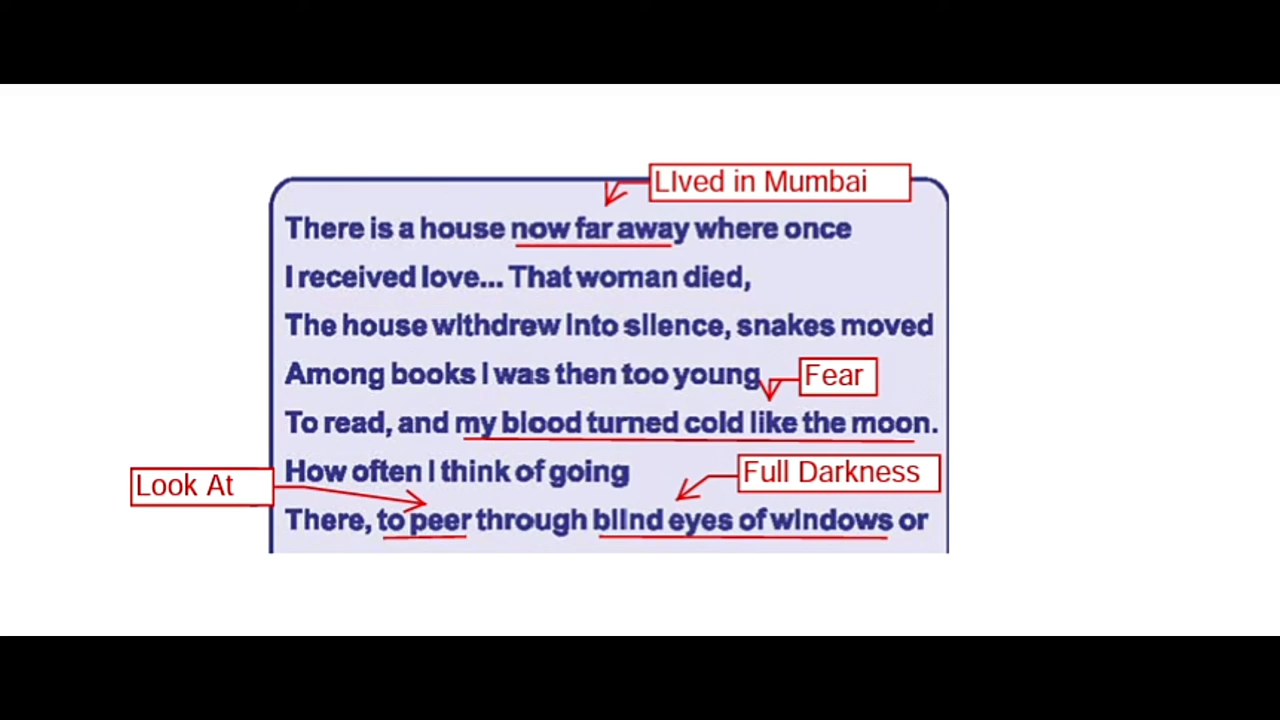 LIved in Mumbai
There is a house now far away where once
I received love... That woman died,
The house withdrew into silence, snakes moved
Among books I was then too young
Fear
To read, and my blood turned cold like the moon.
How often I think of going
Full Darkness
Look At
There, to peer through blind eyes of windows or